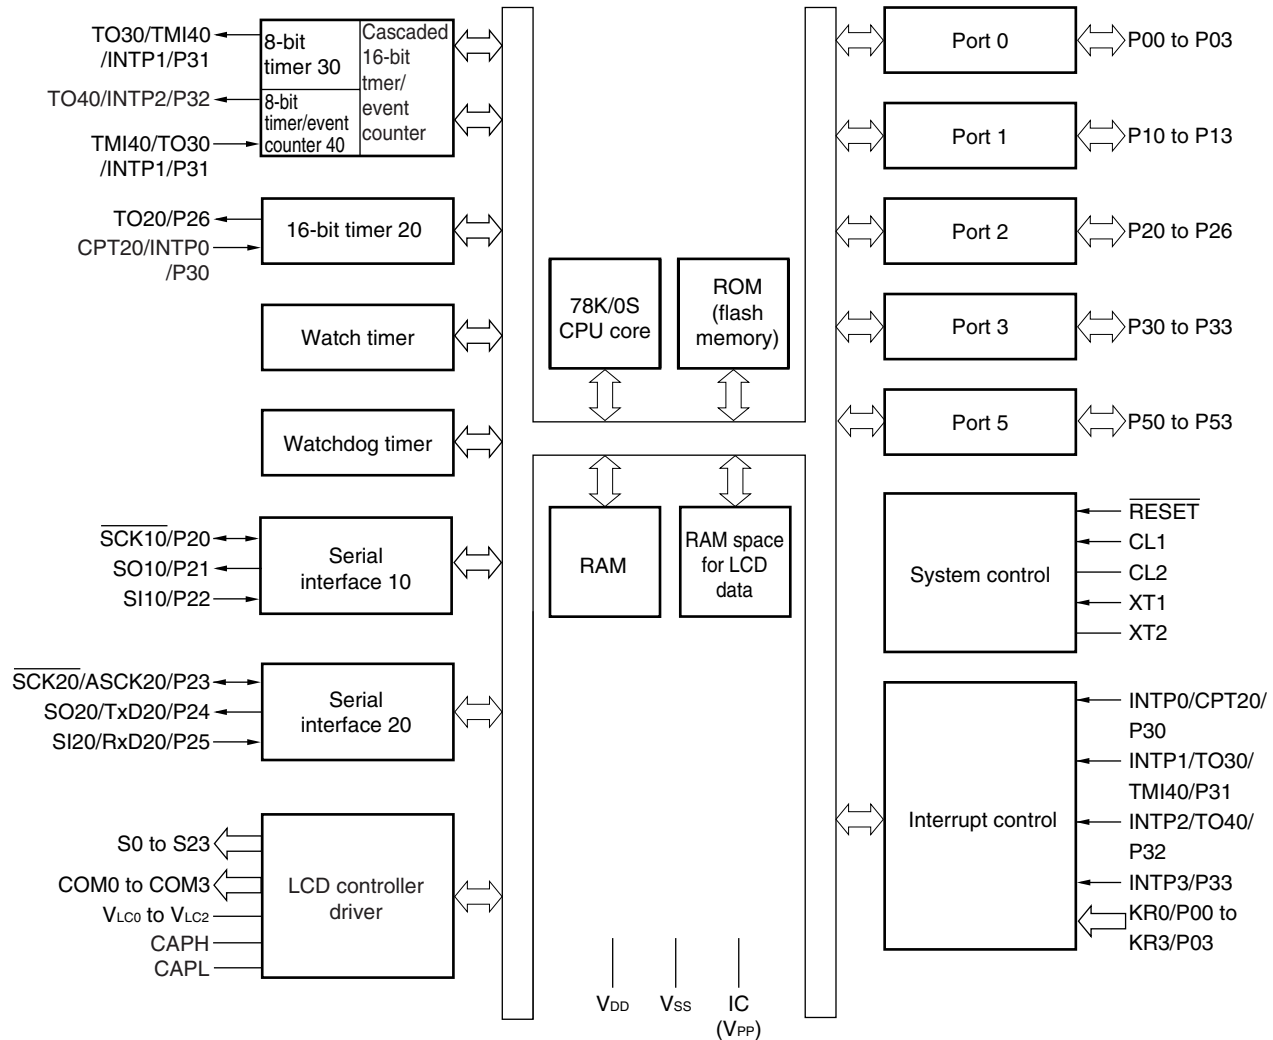 TO30/TMI40
/INTP1/P31
TO40/INTP2/P32
TMI40/TO30
/INTP1/P31
8-bit
timer 30
8-bit
timer/event
counter 40
Cascaded
16-bit
tmer/
event
counter
TO20/P26
CPT20/INTP0
/P30
16-bit timer 20
Watch timer
Watchdog timer
SCK10/P20
SO10/P21
SI10/P22
Serial
interface 10
SCK20/ASCK20/P23
SO20/TxD20/P24
SI20/RxD20/P25
Serial
interface 20
S0 to S23
COM0 to COM3
VLC0 to VLC2
CAPH
CAPL
LCD controller
driver
78K/0S
CPU core
ROM
(flash
memory)
RAM
RAM space
for LCD
data
VDD
VSS
IC
(VPP)
Port 0
P00 to P03
Port 1
P10 to P13
Port 2
P20 to P26
Port 3
P30 to P33
Port 5
P50 to P53
System control
RESET
CL1
CL2
XT1
XT2
Interrupt control
INTP0/CPT20/
P30
INTP1/TO30/
TMI40/P31
INTP2/TO40/
P32
INTP3/P33
KR0/P00 to
KR3/P03